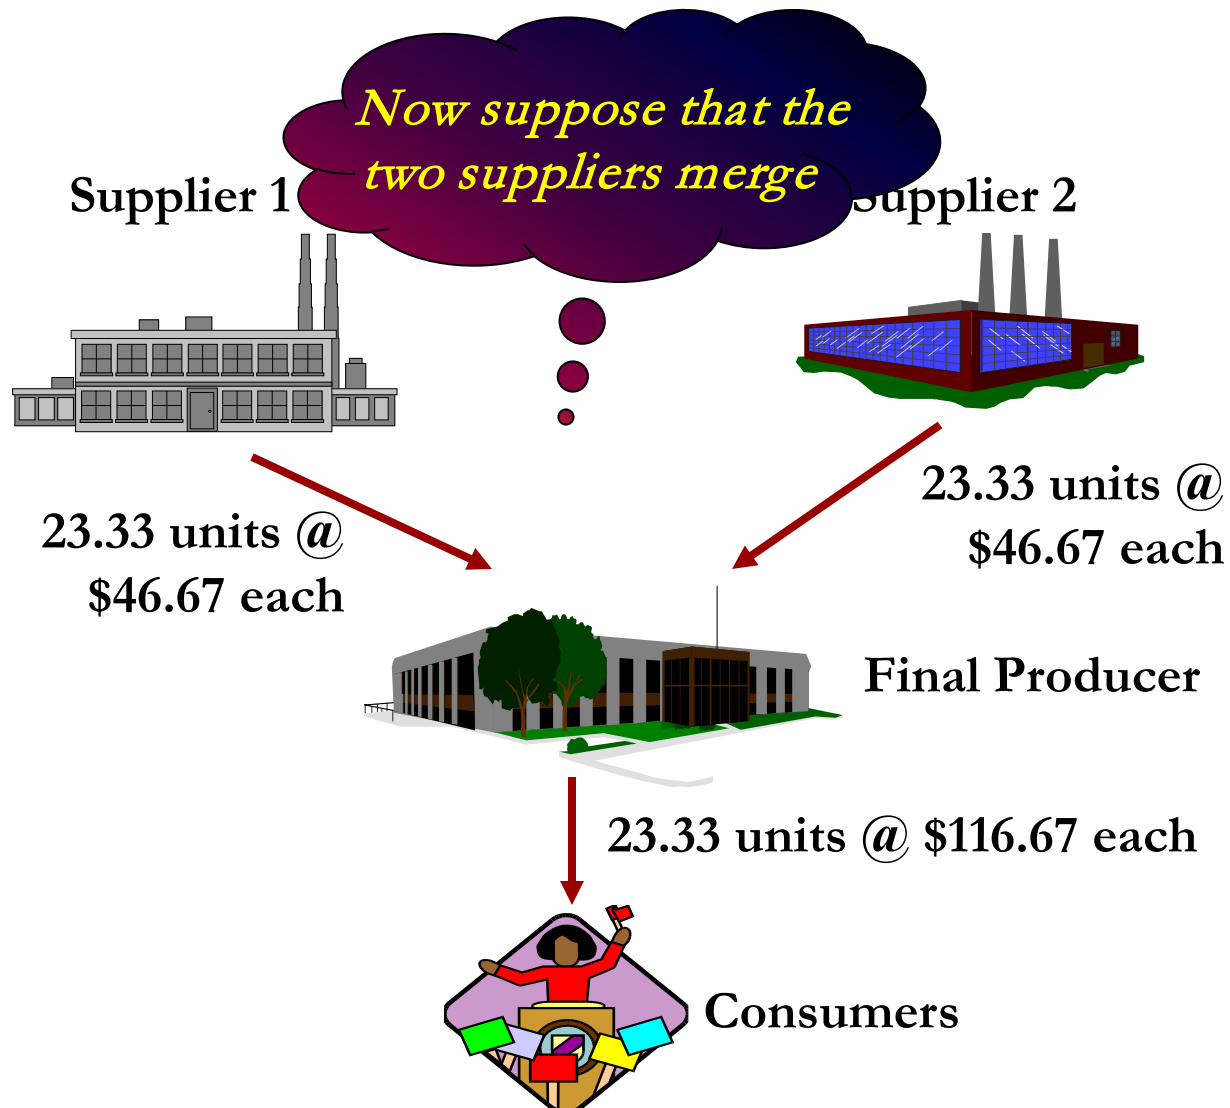 Now suppose that the
two suppliers merge
Supplier 1
Supplier 2
23.33 units @
$46.67 each
23.33 units @
$46.67 each
Final Producer
23.33 units @ $116.67 each
Consumers